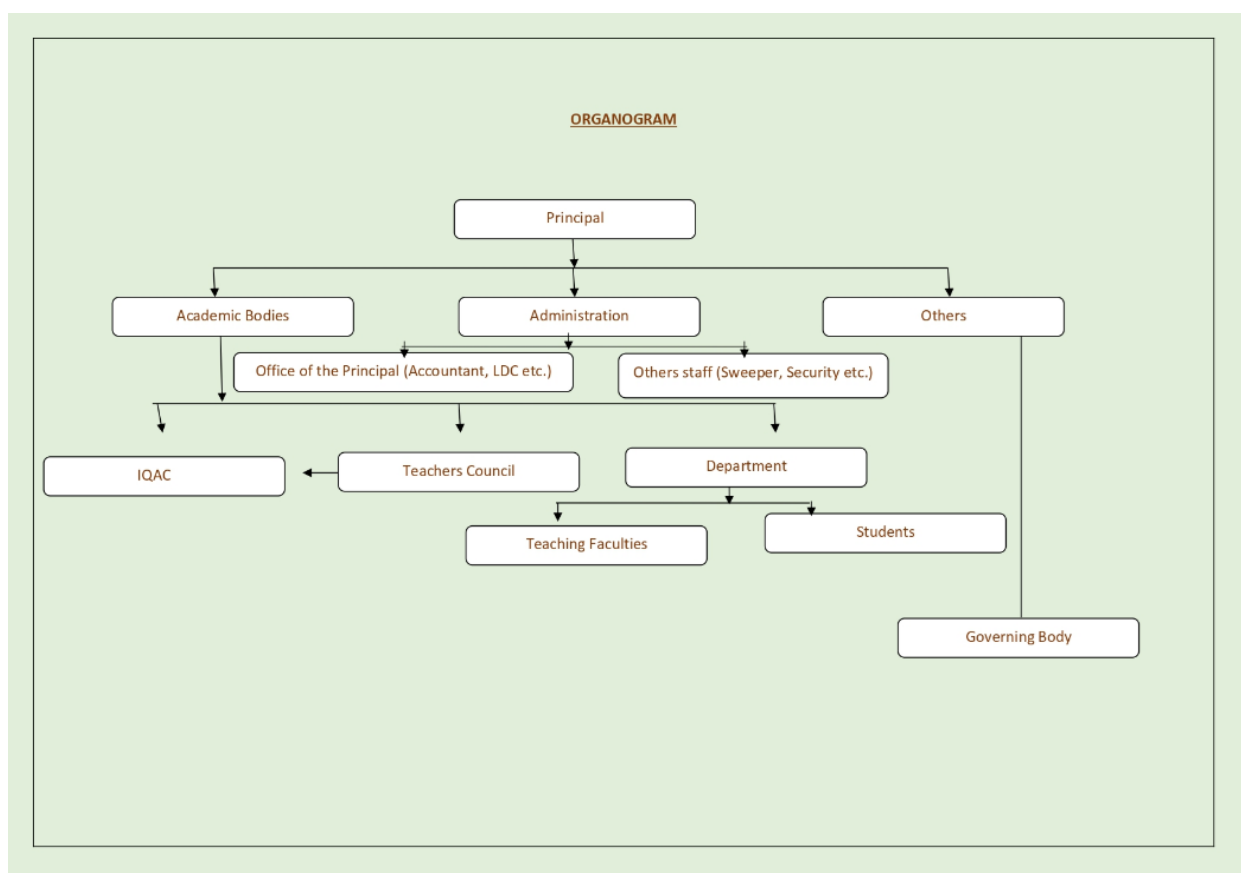 ORGANOGRAM
Principal
Academic Bodies
Administration
Others
Office of the Principal (Accountant, LDC etc.)
Others staff (Sweeper, Security etc.)
IQAC
Teachers Council
Department
Teaching Faculties
Students
Governing Body